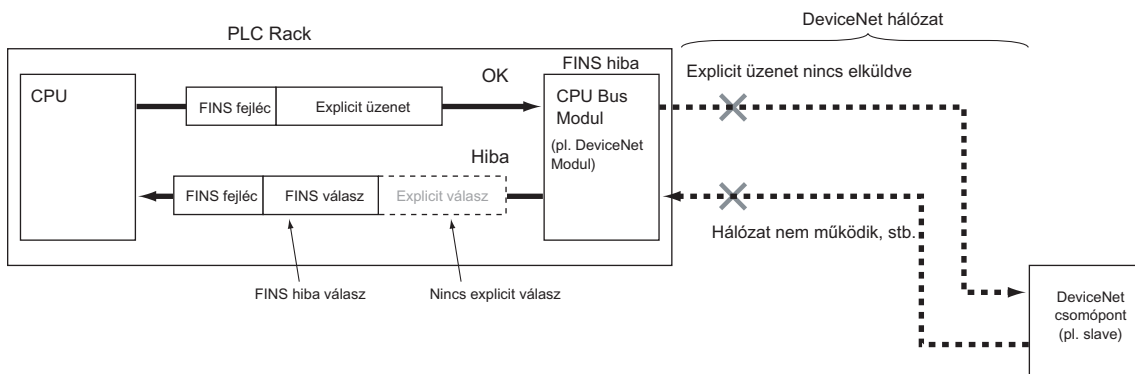 DeviceNet hálózat
PLC Rack
FINS hiba
CPU
FINS fejléc
Explicit üzenet
OK
CPU Bus
Modul
(pl. DeviceNet
Modul)
Explicit üzenet nincs elküldve
Hiba
FINS fejléc
FINS válasz
Explicit válasz
Hálózat nem működik, stb.
FINS hiba válasz
Nincs explicit válasz
DeviceNet
csomópont
(pl. slave)